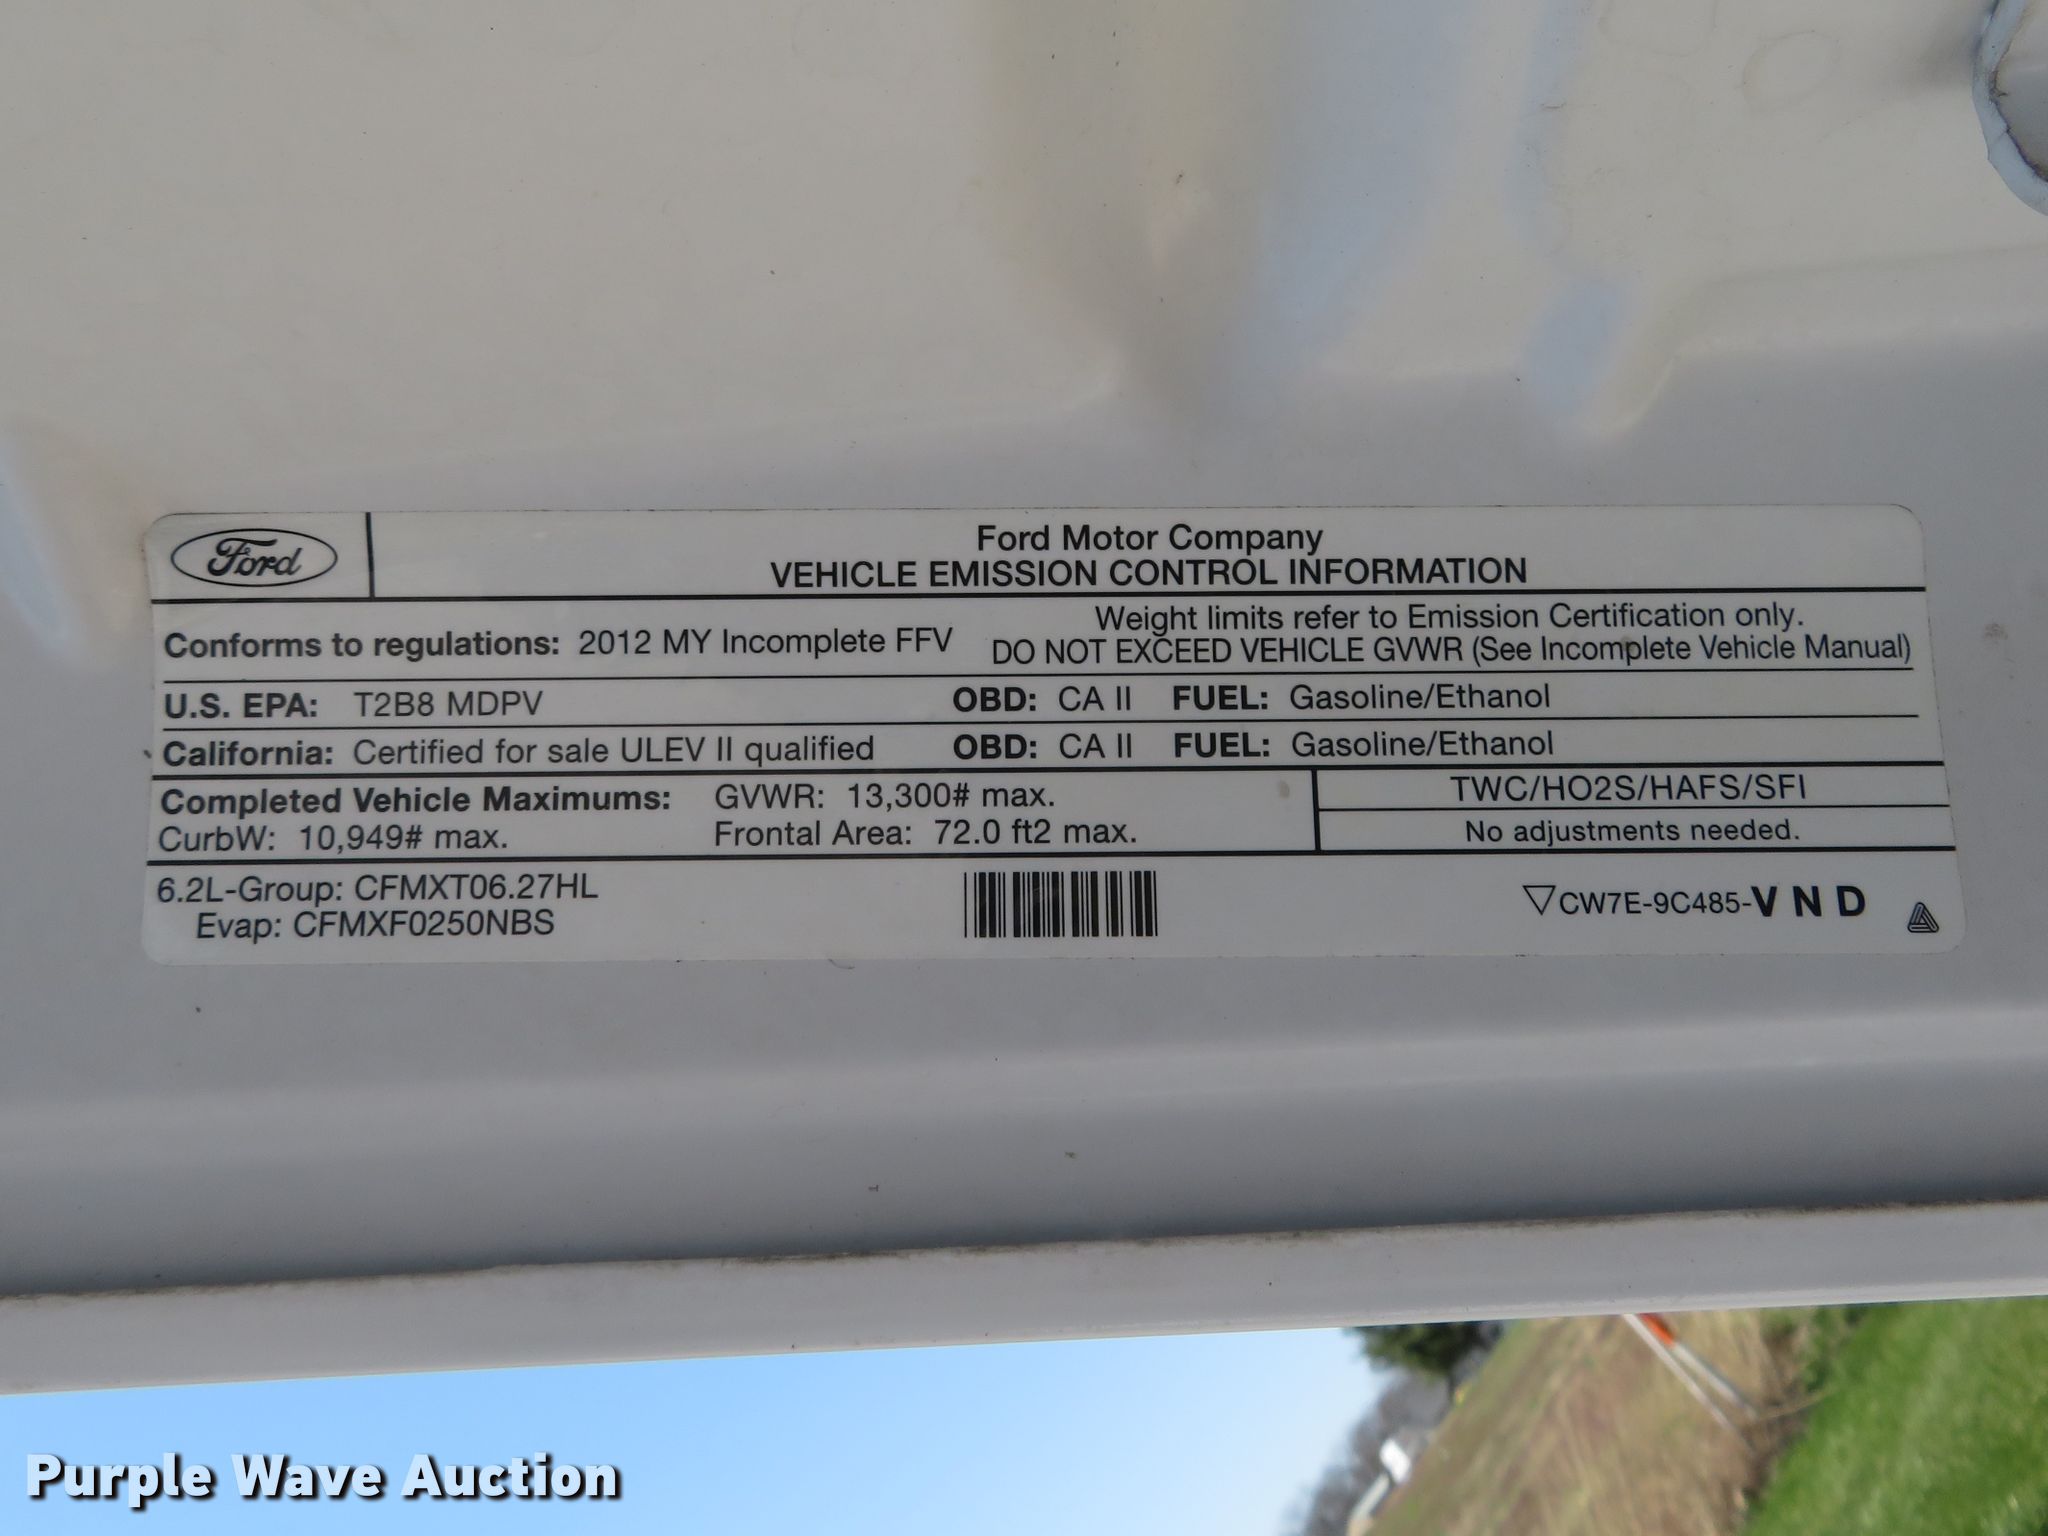 Ford
Ford Motor Company
VEHICLE EMISSION CONTROL INFORMATION
Conforms to regulations: 2012 MY Incomplete FFV
Weight limits refer to Emission Certification only.
DO NOT EXCEED VEHICLE GVWR (See Incomplete Vehicle Manual)
U.S. EPA: T2B8 MDPV OBD: CA II FUEL: Gasoline/Ethanol
California: Certified for sale ULEV II qualified OBD: CA II FUEL: Gasoline/Ethanol
Completed Vehicle Maximums: GVWR: 13,300# max.
CurbW: 10,949# max. Frontal Area: 72.0 ft2 max.
TWC/HO2S/HAFS/SFI
No adjustments needed.
6.2L-Group: CFMXT06.27HL
Evap: CFMXF0250NBS
▽CW7E-9C485-VND
Purple Wave Auction